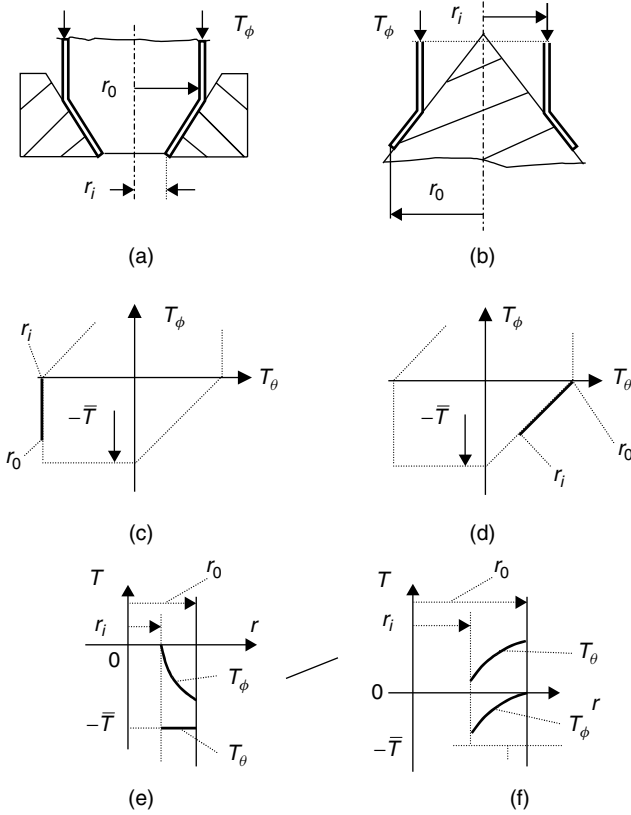 T_ϕ
r_0
r_i
(a)
r_i
T_ϕ
r_0
(b)
T_ϕ
r_i
T_θ
–T̅
r_0
(c)
T_ϕ
T_θ
–T̅
r_0
r_i
(d)
T
r_0
r_i
r
0
T_ϕ
–T̅
T_θ
(e)
T
r_0
r_i
T_θ
0
r
T_ϕ
–T̅
(f)